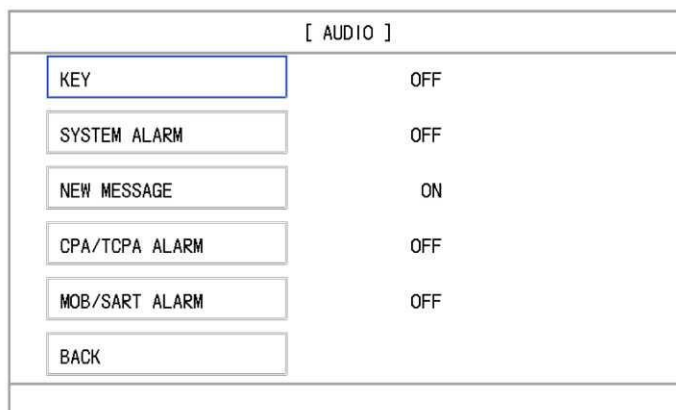 [ AUDIO ]
KEY OFF
SYSTEM ALARM OFF
NEW MESSAGE ON
CPA/TCPA ALARM OFF
MOB/SART ALARM OFF
BACK